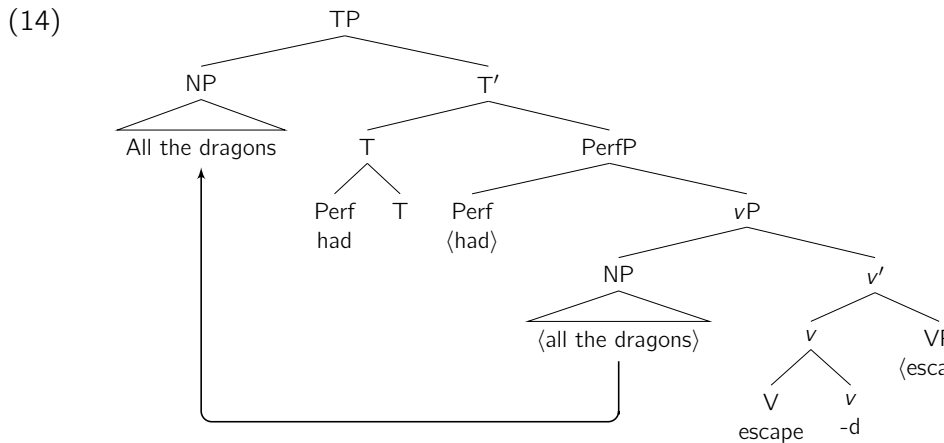 (14)
TP
NP T′
All the dragons T PerfP
Perf T Perf vP
had ⟨had⟩
NP v′
⟨all the dragons⟩ v
V v
escape -d